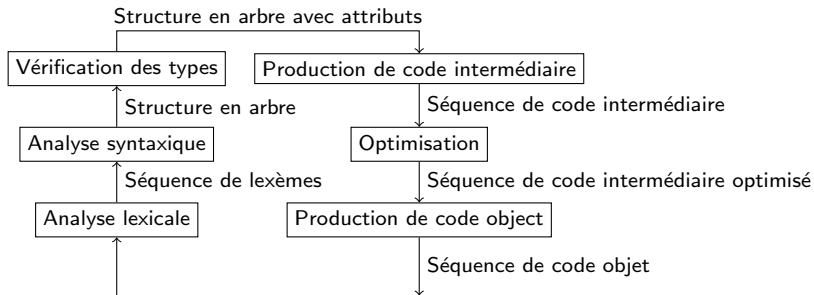 Structure en arbre avec attributs
Vérification des types
Production de code intermédiaire
Structure en arbre
Séquence de code intermédiaire
Analyse syntaxique
Optimisation
Séquence de lexèmes
Séquence de code intermédiaire optimisé
Analyse lexicale
Production de code object
Séquence de code objet